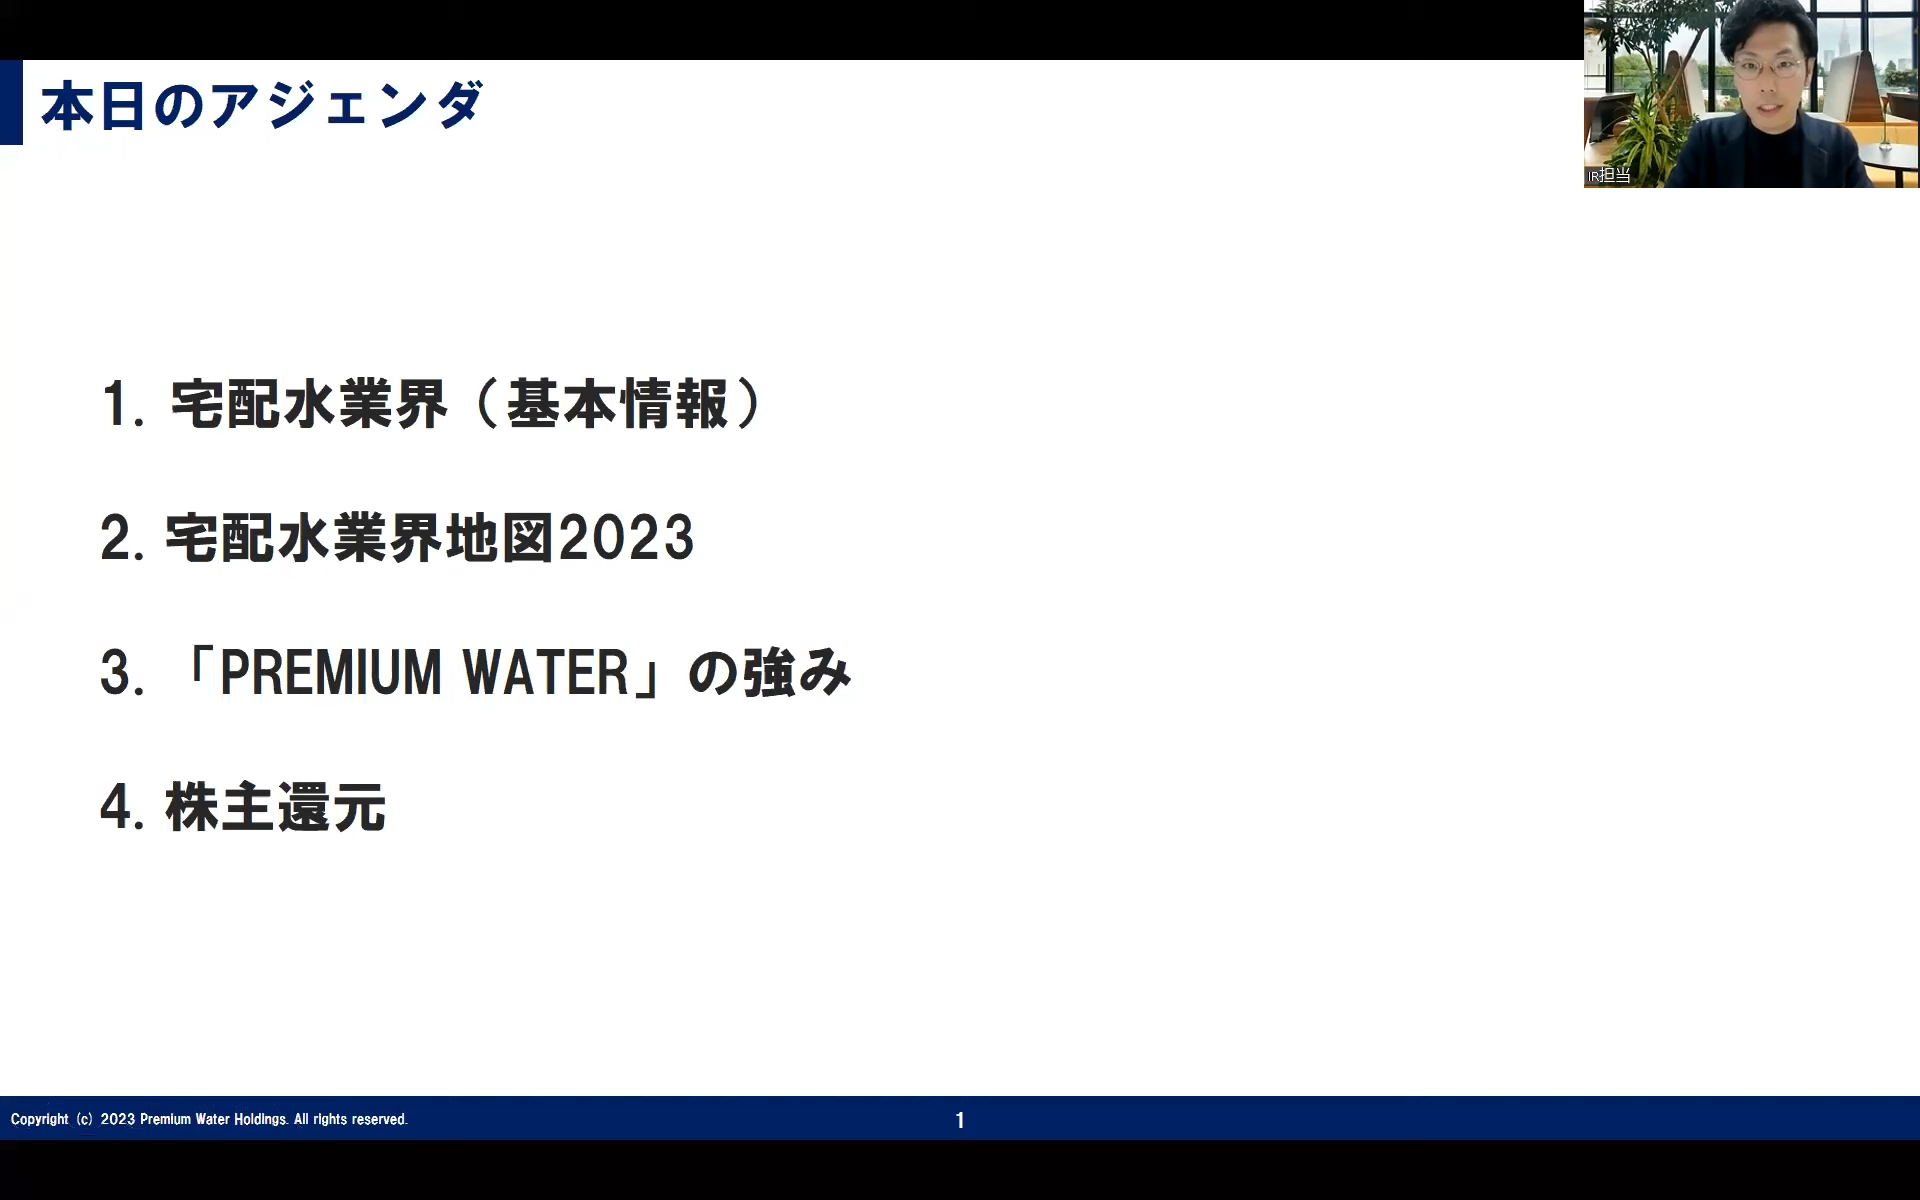 本日のアジェンダ
IR担当
1. 宅配水業界（基本情報）
2. 宅配水業界地図2023
3. 「PREMIUM WATER」の強み
4. 株主還元
Copyright (c) 2023 Premium Water Holdings. All rights reserved.
1